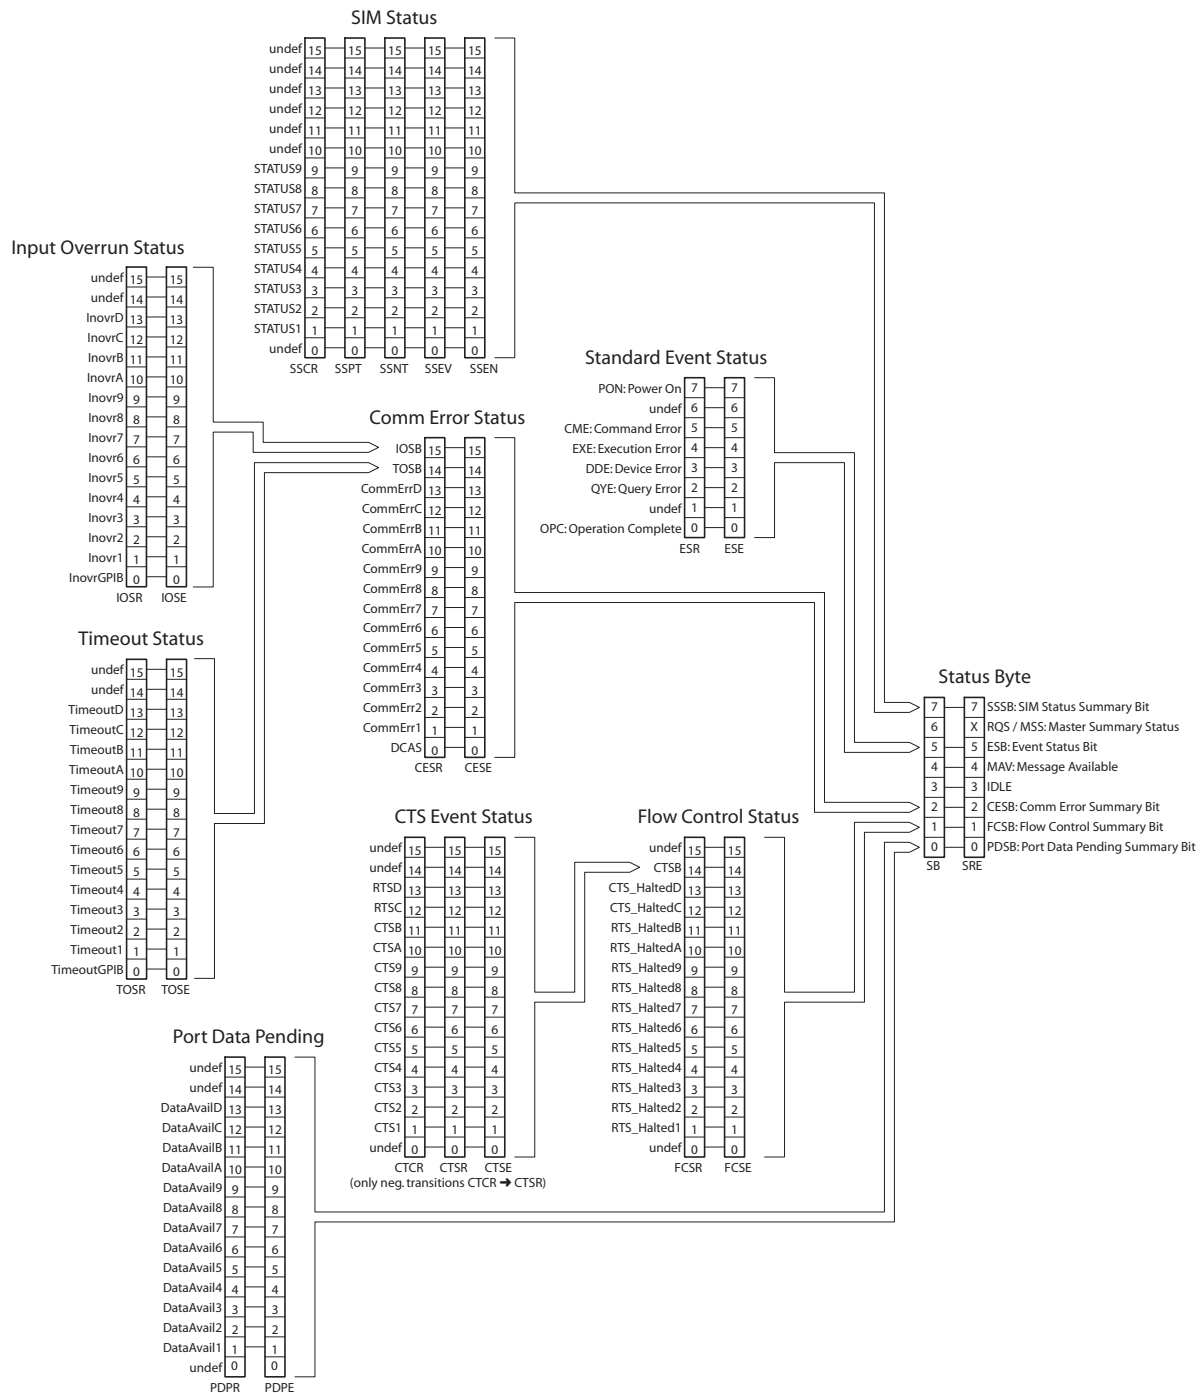 SIM Status
undef 15 15 15 15 15
undef 14 14 14 14 14
undef 13 13 13 13 13
undef 12 12 12 12 12
undef 11 11 11 11 11
undef 10 10 10 10 10
STATUS9 9 9 9 9 9
STATUS8 8 8 8 8 8
STATUS7 7 7 7 7 7
STATUS6 6 6 6 6 6
STATUS5 5 5 5 5 5
STATUS4 4 4 4 4 4
STATUS3 3 3 3 3 3
STATUS2 2 2 2 2 2
STATUS1 1 1 1 1 1
undef 0 0 0 0 0
SSCR SSPT SSNT SSEV SSEN
Input Overrun Status
undef 15 15
undef 14 14
InovrD 13 13
InovrC 12 12
InovrB 11 11
InovrA 10 10
Inovr9 9 9
Inovr8 8 8
Inovr7 7 7
Inovr6 6 6
Inovr5 5 5
Inovr4 4 4
Inovr3 3 3
Inovr2 2 2
Inovr1 1 1
InovrGPIB 0 0
IOSR IOSE
Standard Event Status
PON: Power On 7 7
undef 6 6
CME: Command Error 5 5
EXE: Execution Error 4 4
DDE: Device Error 3 3
QYE: Query Error 2 2
undef 1 1
OPC: Operation Complete 0 0
ESR ESE
Comm Error Status
IOSB 15 15
TOSB 14 14
CommErrD 13 13
CommErrC 12 12
CommErrB 11 11
CommErrA 10 10
CommErr9 9 9
CommErr8 8 8
CommErr7 7 7
CommErr6 6 6
CommErr5 5 5
CommErr4 4 4
CommErr3 3 3
CommErr2 2 2
CommErr1 1 1
DCAS 0 0
CESR CESE
Timeout Status
undef 15 15
undef 14 14
TimeoutD 13 13
TimeoutC 12 12
TimeoutB 11 11
TimeoutA 10 10
Timeout9 9 9
Timeout8 8 8
Timeout7 7 7
Timeout6 6 6
Timeout5 5 5
Timeout4 4 4
Timeout3 3 3
Timeout2 2 2
Timeout1 1 1
TimeoutGPIB 0 0
TOSR TOSE
Status Byte
7 7 SSSB: SIM Status Summary Bit
6 X RQS / MSS: Master Summary Status
5 5 ESB: Event Status Bit
4 4 MAV: Message Available
3 3 IDLE
2 2 CESB: Comm Error Summary Bit
1 1 FCSB: Flow Control Summary Bit
0 0 PDSB: Port Data Pending Summary Bit
SB SRE
CTS Event Status
undef 15 15 15
undef 14 14 14
RTSD 13 13 13
RTSC 12 12 12
CTSB 11 11 11
CTSA 10 10 10
CTS9 9 9 9
CTS8 8 8 8
CTS7 7 7 7
CTS6 6 6 6
CTS5 5 5 5
CTS4 4 4 4
CTS3 3 3 3
CTS2 2 2 2
CTS1 1 1 1
undef 0 0 0
CTCR CTSR CTSE
(only neg. transitions CTCR ➔ CTSR)
Flow Control Status
undef 15 15
CTSB 14 14
CTS_HaltedD 13 13
CTS_HaltedC 12 12
RTS_HaltedB 11 11
RTS_HaltedA 10 10
RTS_Halted9 9 9
RTS_Halted8 8 8
RTS_Halted7 7 7
RTS_Halted6 6 6
RTS_Halted5 5 5
RTS_Halted4 4 4
RTS_Halted3 3 3
RTS_Halted2 2 2
RTS_Halted1 1 1
undef 0 0
FCSR FCSE
Port Data Pending
undef 15 15
undef 14 14
DataAvailD 13 13
DataAvailC 12 12
DataAvailB 11 11
DataAvailA 10 10
DataAvail9 9 9
DataAvail8 8 8
DataAvail7 7 7
DataAvail6 6 6
DataAvail5 5 5
DataAvail4 4 4
DataAvail3 3 3
DataAvail2 2 2
DataAvail1 1 1
undef 0 0
PDPR PDPE